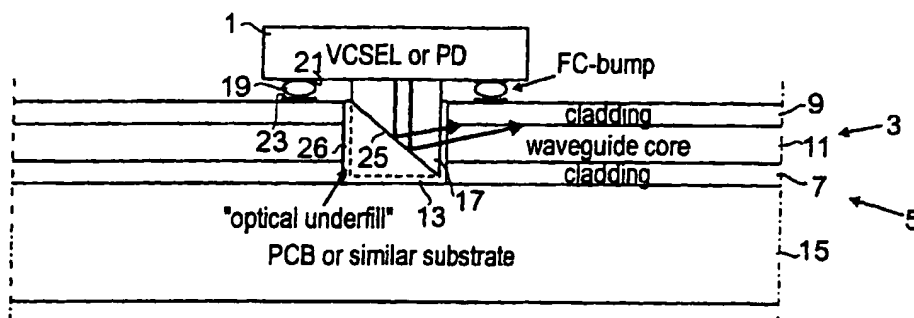 1
VCSEL or PD
21
19
FC-bump
23
cladding
9
26
25
waveguide core
11
3
cladding
7
17
"optical underfill"
13
5
PCB or similar substrate
15